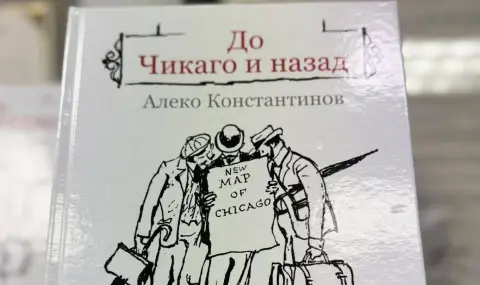 До
Чикаго и назад
Алеко Константинов
NEW
MAP
OF
CHICAGO